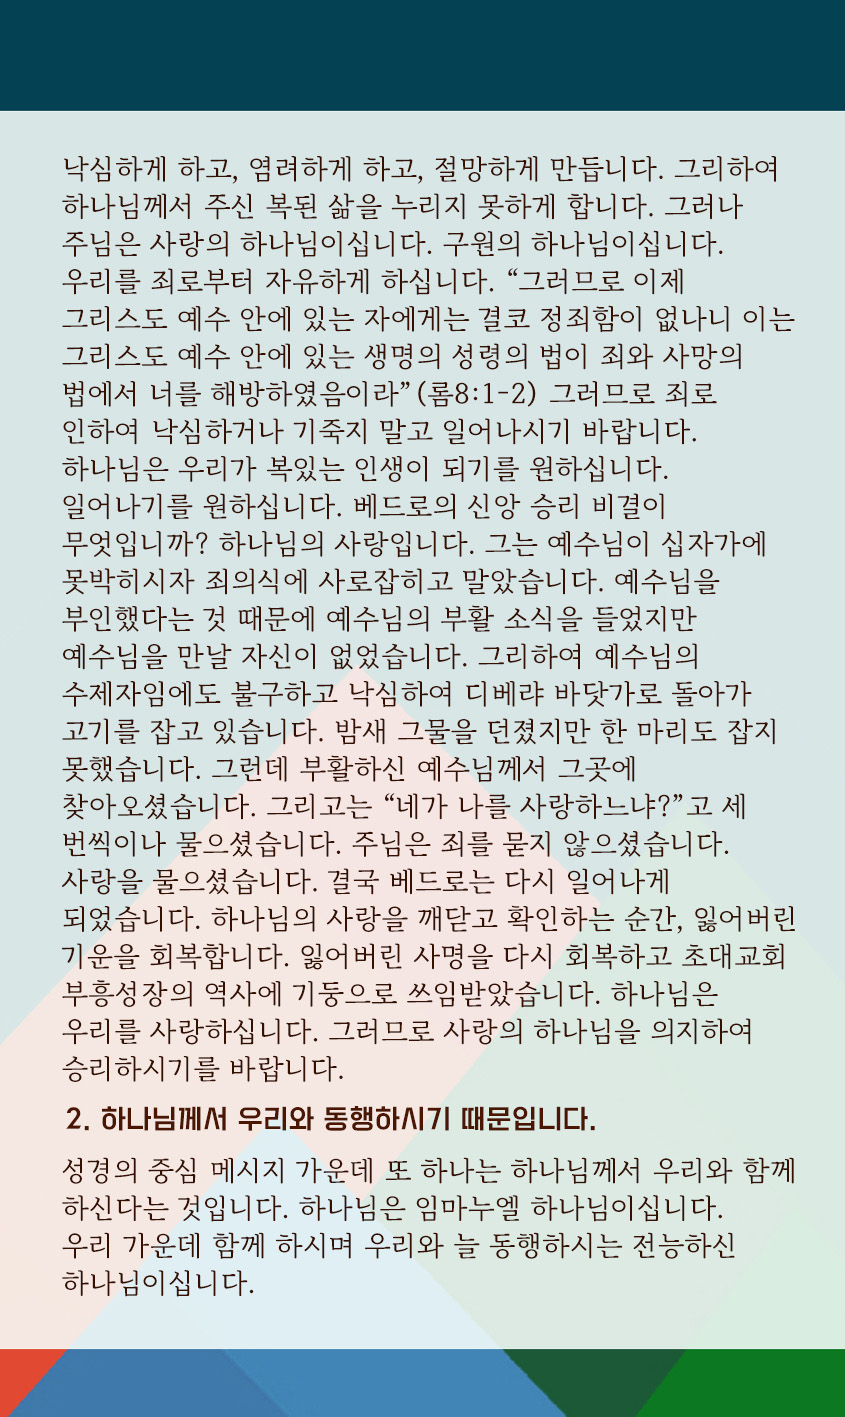 낙심하게 하고, 염려하게 하고, 절망하게 만듭니다. 그리하여
하나님께서 주신 복된 삶을 누리지 못하게 합니다. 그러나
주님은 사랑의 하나님이십니다. 구원의 하나님이십니다.
우리를 죄로부터 자유하게 하십니다. “그러므로 이제
그리스도 예수 안에 있는 자에게는 결코 정죄함이 없나니 이는
그리스도 예수 안에 있는 생명의 성령의 법이 죄와 사망의
법에서 너를 해방하였음이라”(롬8:1-2) 그러므로 죄로
인하여 낙심하거나 기죽지 말고 일어나시기 바랍니다.
하나님은 우리가 복있는 인생이 되기를 원하십니다.
일어나기를 원하십니다. 베드로의 신앙 승리 비결이
무엇입니까? 하나님의 사랑입니다. 그는 예수님이 십자가에
못박히시자 죄의식에 사로잡히고 말았습니다. 예수님을
부인했다는 것 때문에 예수님의 부활 소식을 들었지만
예수님을 만날 자신이 없었습니다. 그리하여 예수님의
수제자임에도 불구하고 낙심하여 디베랴 바닷가로 돌아가
고기를 잡고 있습니다. 밤새 그물을 던졌지만 한 마리도 잡지
못했습니다. 그런데 부활하신 예수님께서 그곳에
찾아오셨습니다. 그리고는 “네가 나를 사랑하느냐?”고 세
번씩이나 물으셨습니다. 주님은 죄를 묻지 않으셨습니다.
사랑을 물으셨습니다. 결국 베드로는 다시 일어나게
되었습니다. 하나님의 사랑을 깨닫고 확인하는 순간, 잃어버린
기운을 회복합니다. 잃어버린 사명을 다시 회복하고 초대교회
부흥성장의 역사에 기둥으로 쓰임받았습니다. 하나님은
우리를 사랑하십니다. 그러므로 사랑의 하나님을 의지하여
승리하시기를 바랍니다.
2. 하나님께서 우리와 동행하시기 때문입니다.
성경의 중심 메시지 가운데 또 하나는 하나님께서 우리와 함께
하신다는 것입니다. 하나님은 임마누엘 하나님이십니다.
우리 가운데 함께 하시며 우리와 늘 동행하시는 전능하신
하나님이십니다.